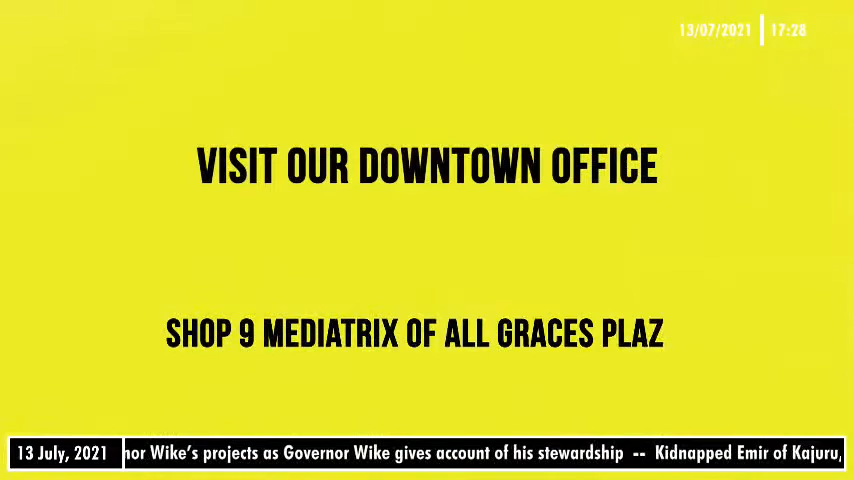 13/07/2021 17:28
VISIT OUR DOWNTOWN OFFICE
SHOP 9 MEDIATRIX OF ALL GRACES PLAZ
13 July, 2021 nor Wike's projects as Governor Wike gives account of his stewardship -- Kidnapped Emir of Kajuru,